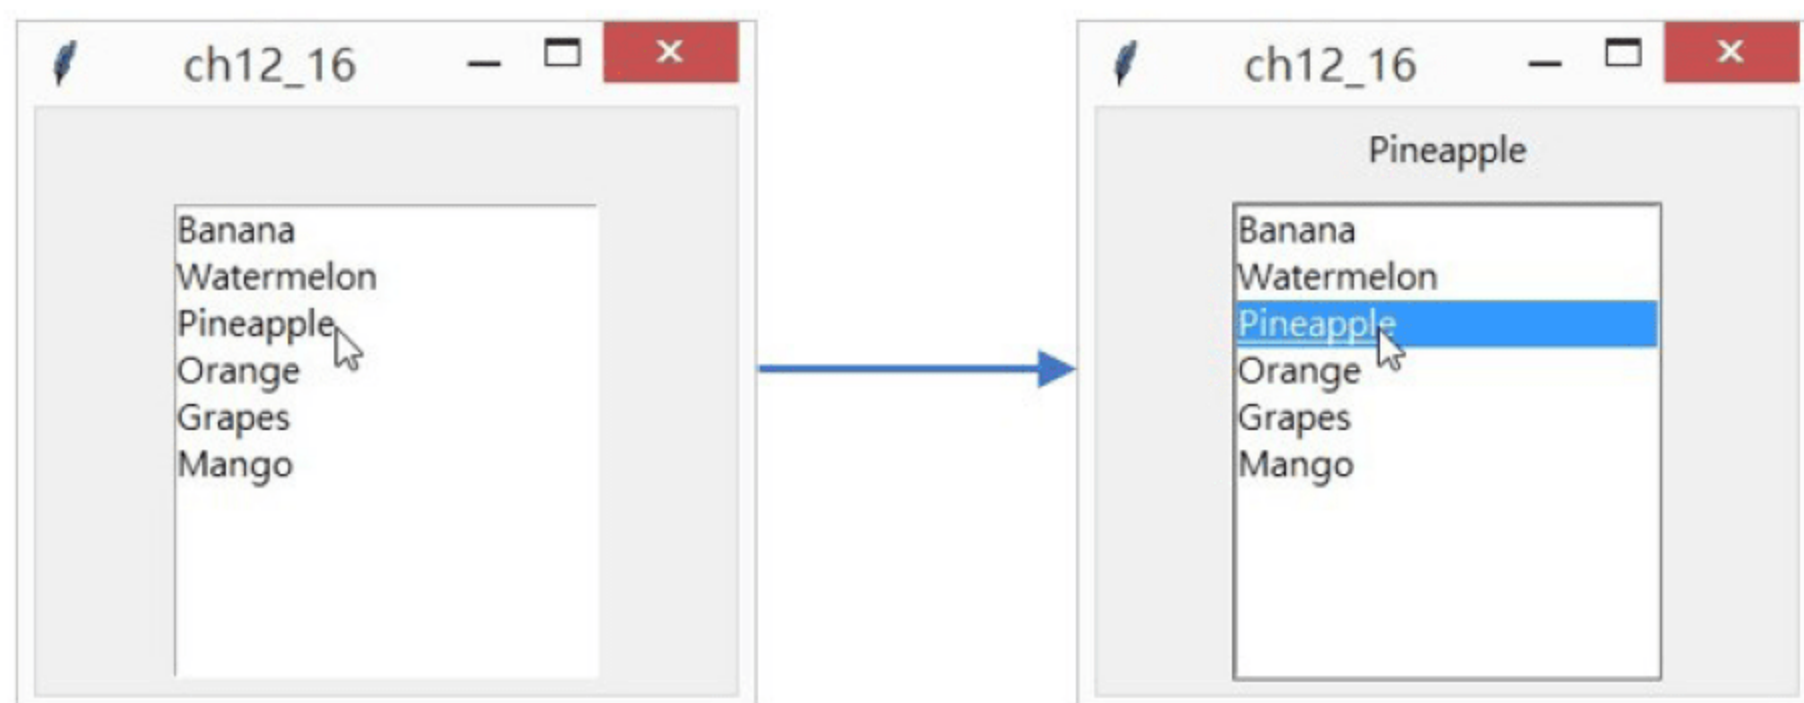 ch12_16
Banana
Watermelon
Pineapple
Orange
Grapes
Mango
ch12_16
Pineapple
Banana
Watermelon
Pineapple
Orange
Grapes
Mango